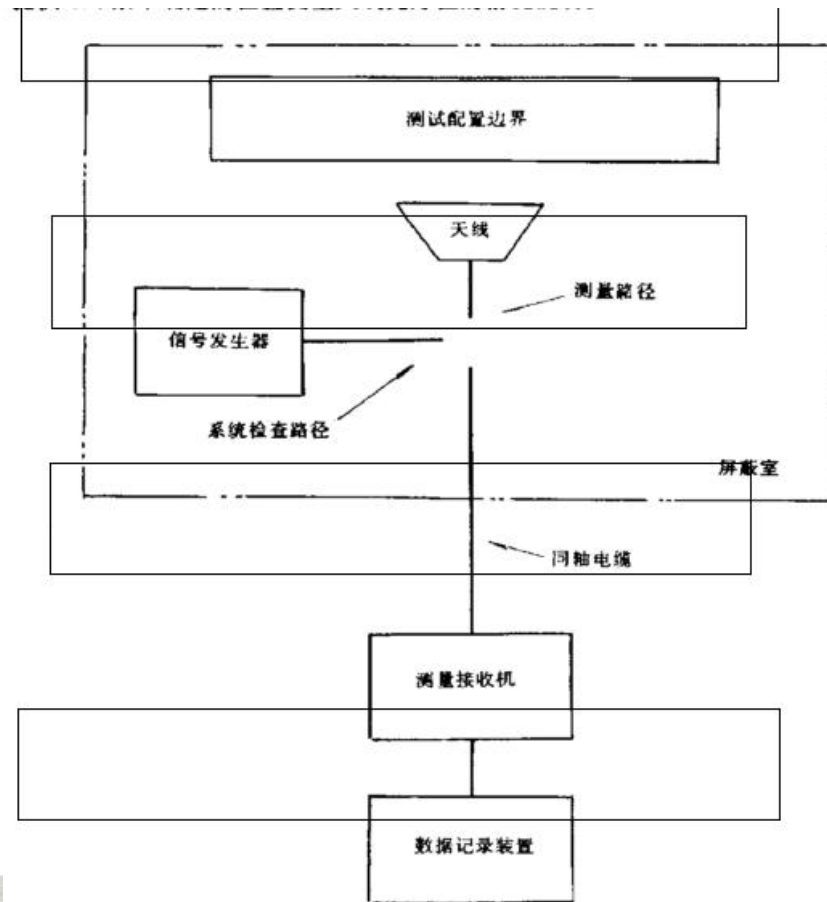 测试配置边界
天线
测量路径
信号发生器
系统检查路径
屏蔽室
同轴电缆
测量接收机
数据记录装置